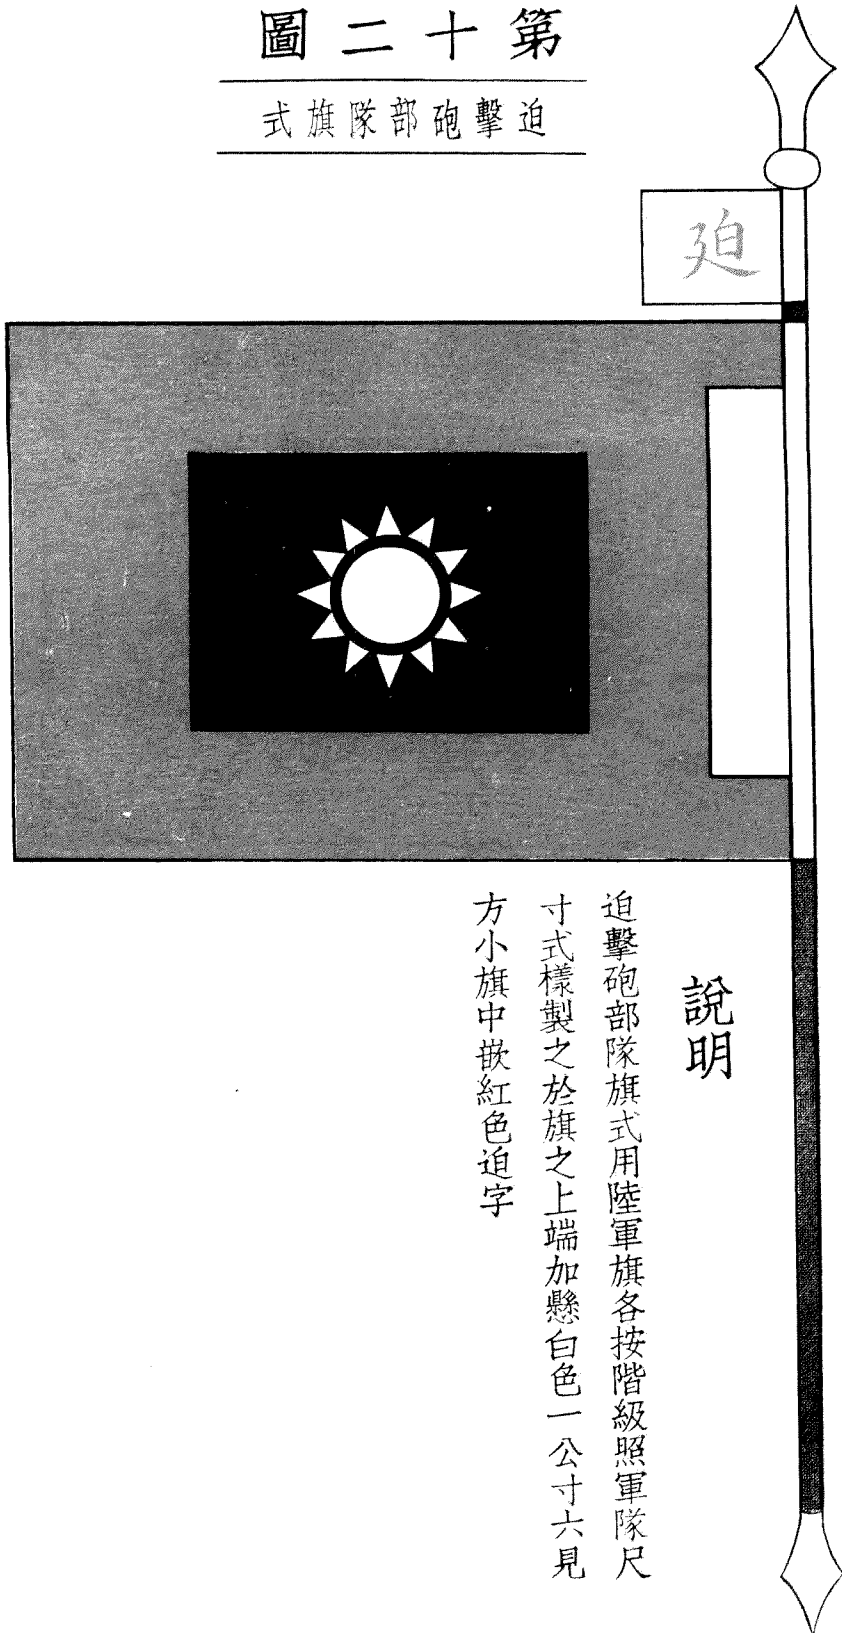 第十二圖
迫擊砲部隊旗式
迫
說明
迫擊砲部隊旗式用陸軍旗各按階級照軍隊尺
寸式樣製之於旗之上端加懸白色一公寸六見
方小旗中嵌紅色迫字